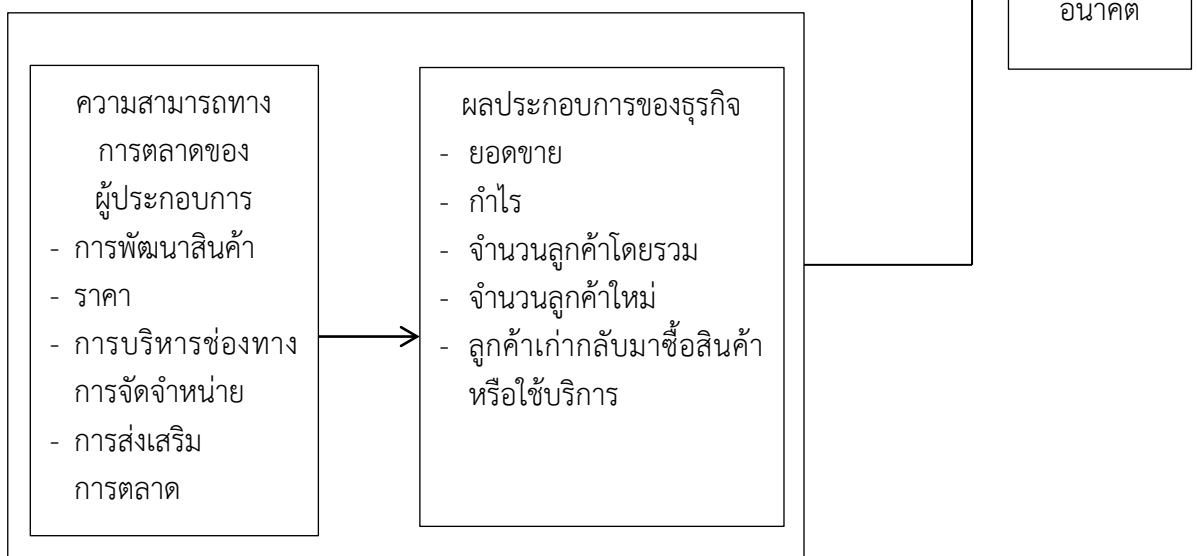 อนาคต
ความสามารถทาง
การตลาดของ
ผู้ประกอบการ
- การพัฒนาสินค้า
- ราคา
- การบริหารช่องทาง
การจัดจำหน่าย
- การส่งเสริม
การตลาด
ผลประกอบการของธุรกิจ
- ยอดขาย
- กำไร
- จำนวนลูกค้าโดยรวม
- จำนวนลูกค้าใหม่
- ลูกค้าเก่ากลับมาซื้อสินค้า
หรือใช้บริการ